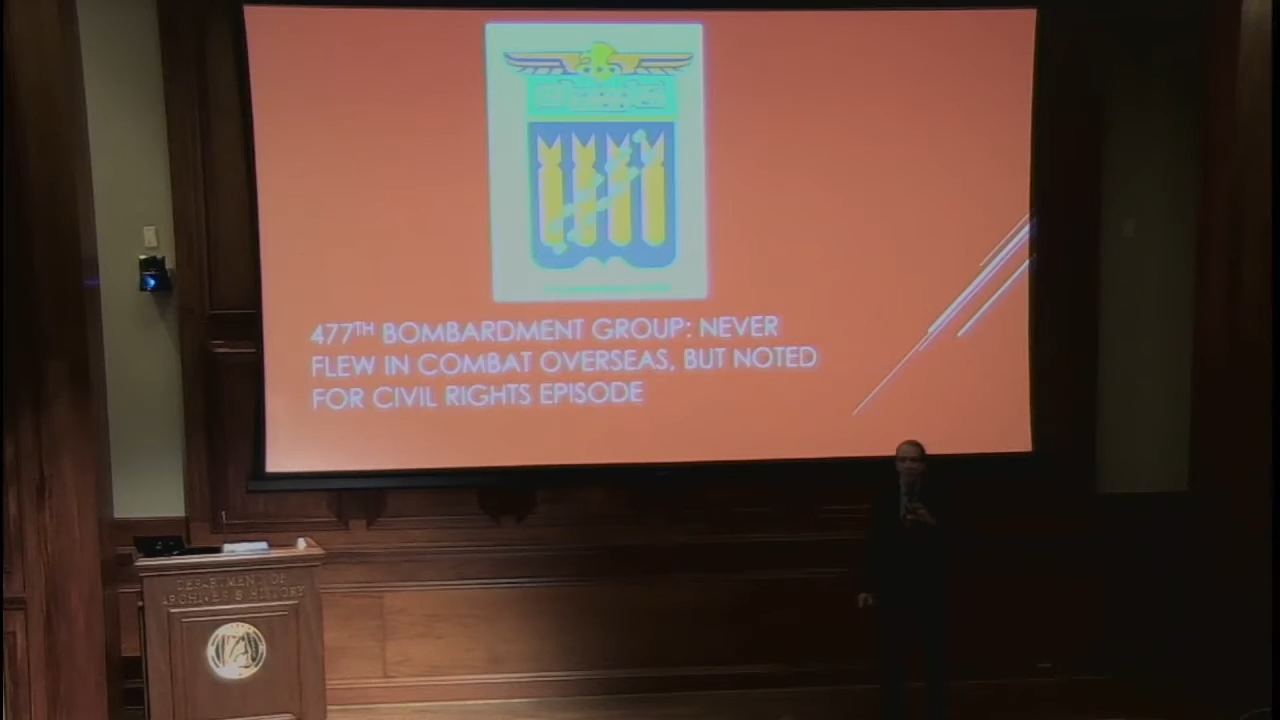 477TH BOMBARDMENT GROUP: NEVER
FLEW IN COMBAT OVERSEAS, BUT NOTED
FOR CIVIL RIGHTS EPISODE
DEPARTMENT OF
ARCHIVES & HISTORY